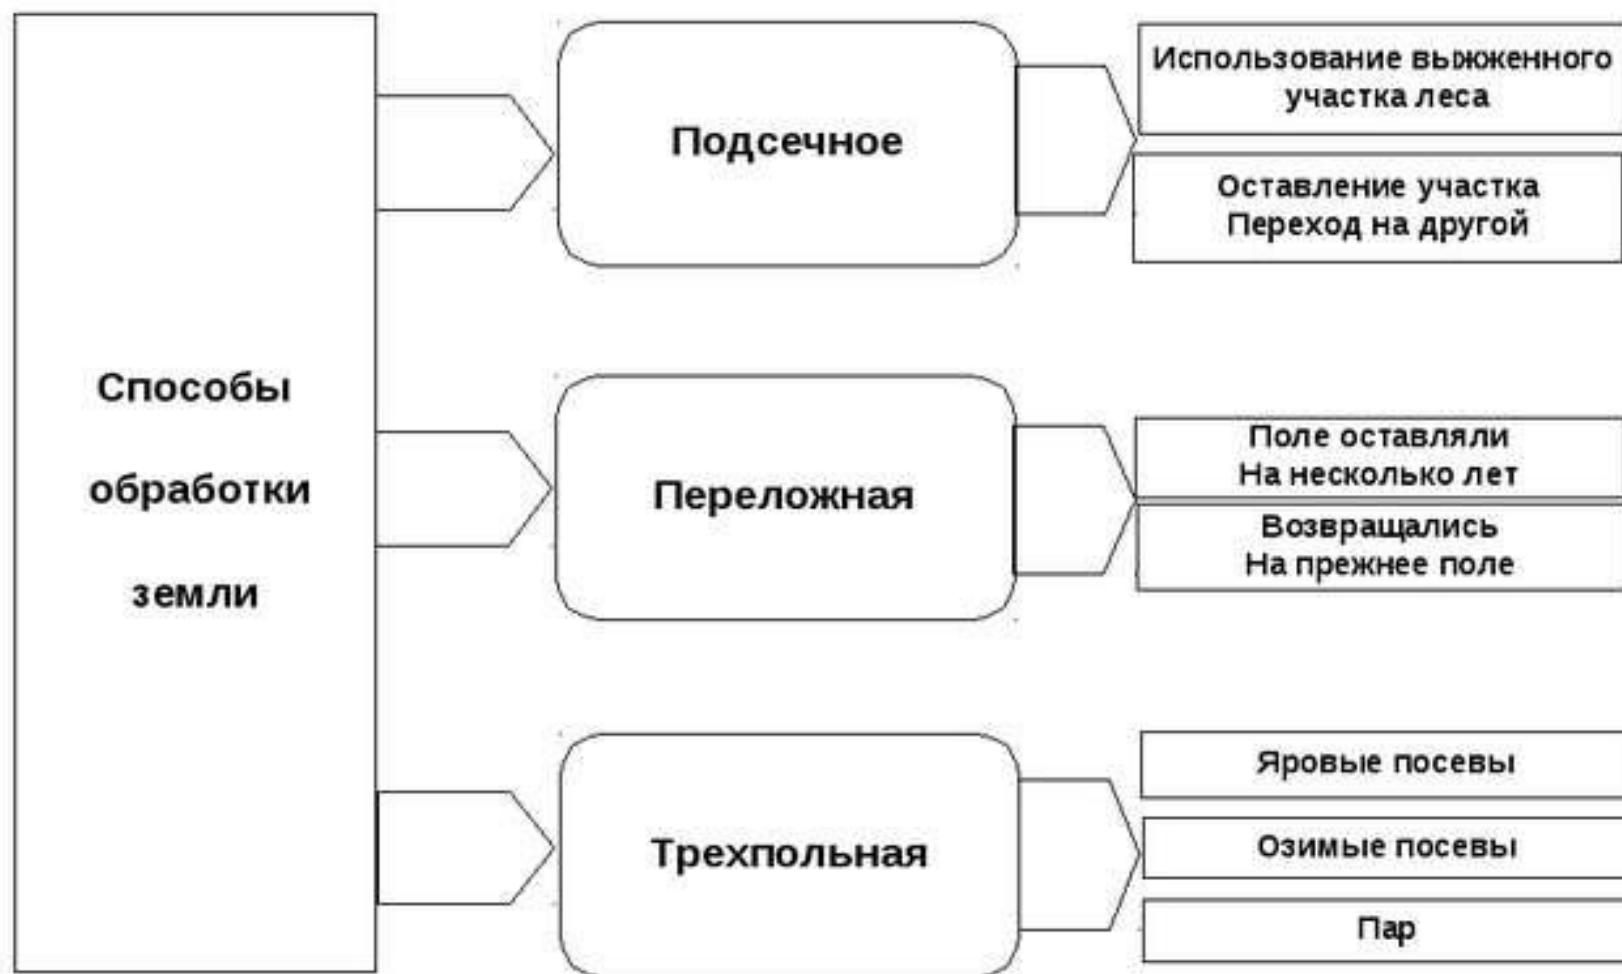 Способы
обработки
земли
Подсечное
Использование выжженного
участка леса
Оставление участка
Переход на другой
Переложная
Поле оставляли
На несколько лет
Возвращались
На прежнее поле
Трехпольная
Яровые посевы
Озимые посевы
Пар